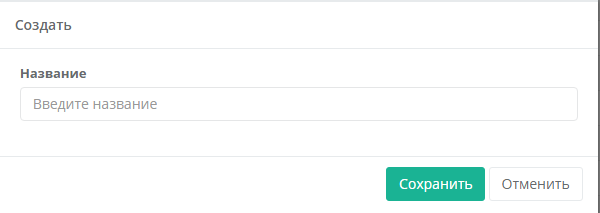 Создать
Название
Введите название
Сохранить Отменить